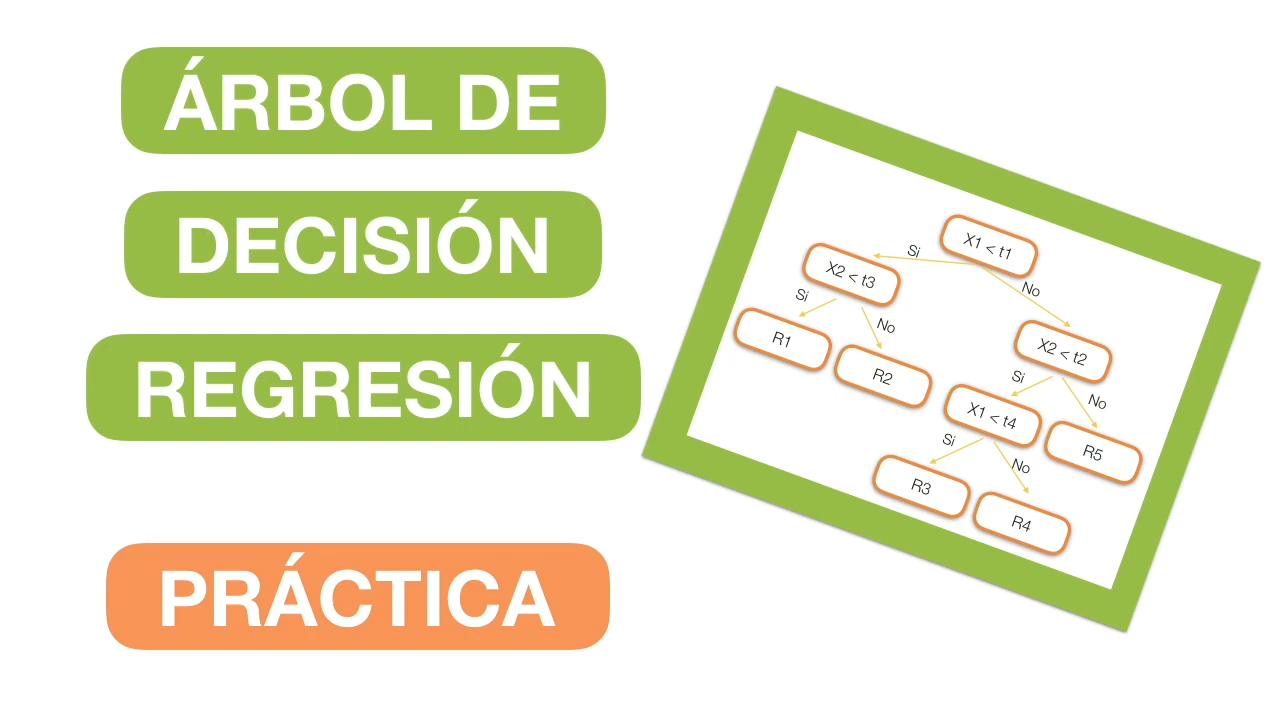 ÁRBOL DE
DECISIÓN
REGRESIÓN
PRÁCTICA
X1 < t1
Si
No
X2 < t3
Si
No
R1
R2
X2 < t2
Si
No
X1 < t4
R5
Si
No
R3
R4